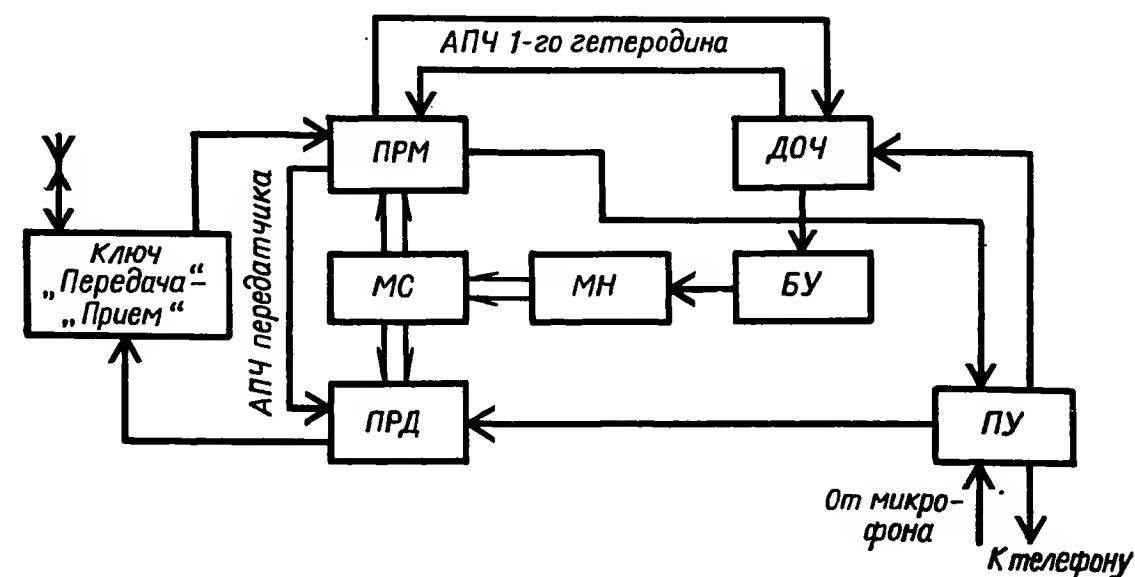 АПЧ 1-го гетеродина
ПРМ
ДОЧ
АПЧ передатчика
Ключ
„Передача“–
„Прием“
МС
МН
БУ
ПРД
ПУ
От микро-
фона
К телефону